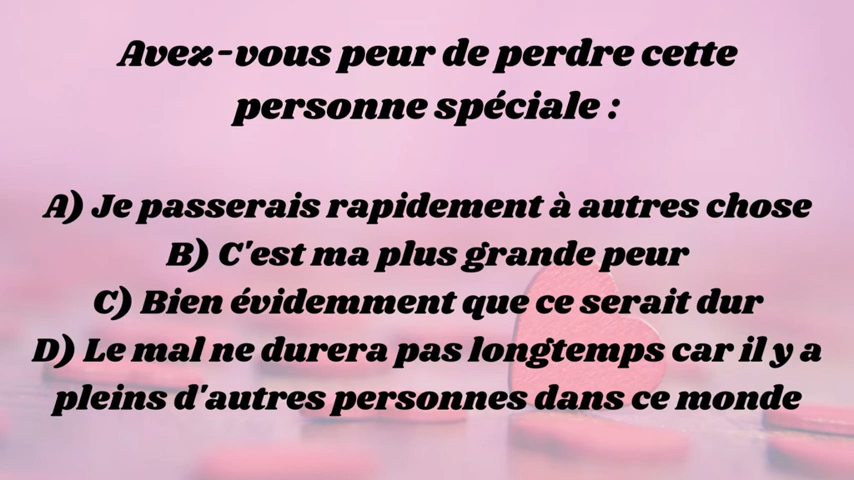 Avez-vous peur de perdre cette
personne spéciale :
A) Je passerais rapidement à autres chose
B) C'est ma plus grande peur
C) Bien évidemment que ce serait dur
D) Le mal ne durera pas longtemps car il y a
pleins d'autres personnes dans ce monde